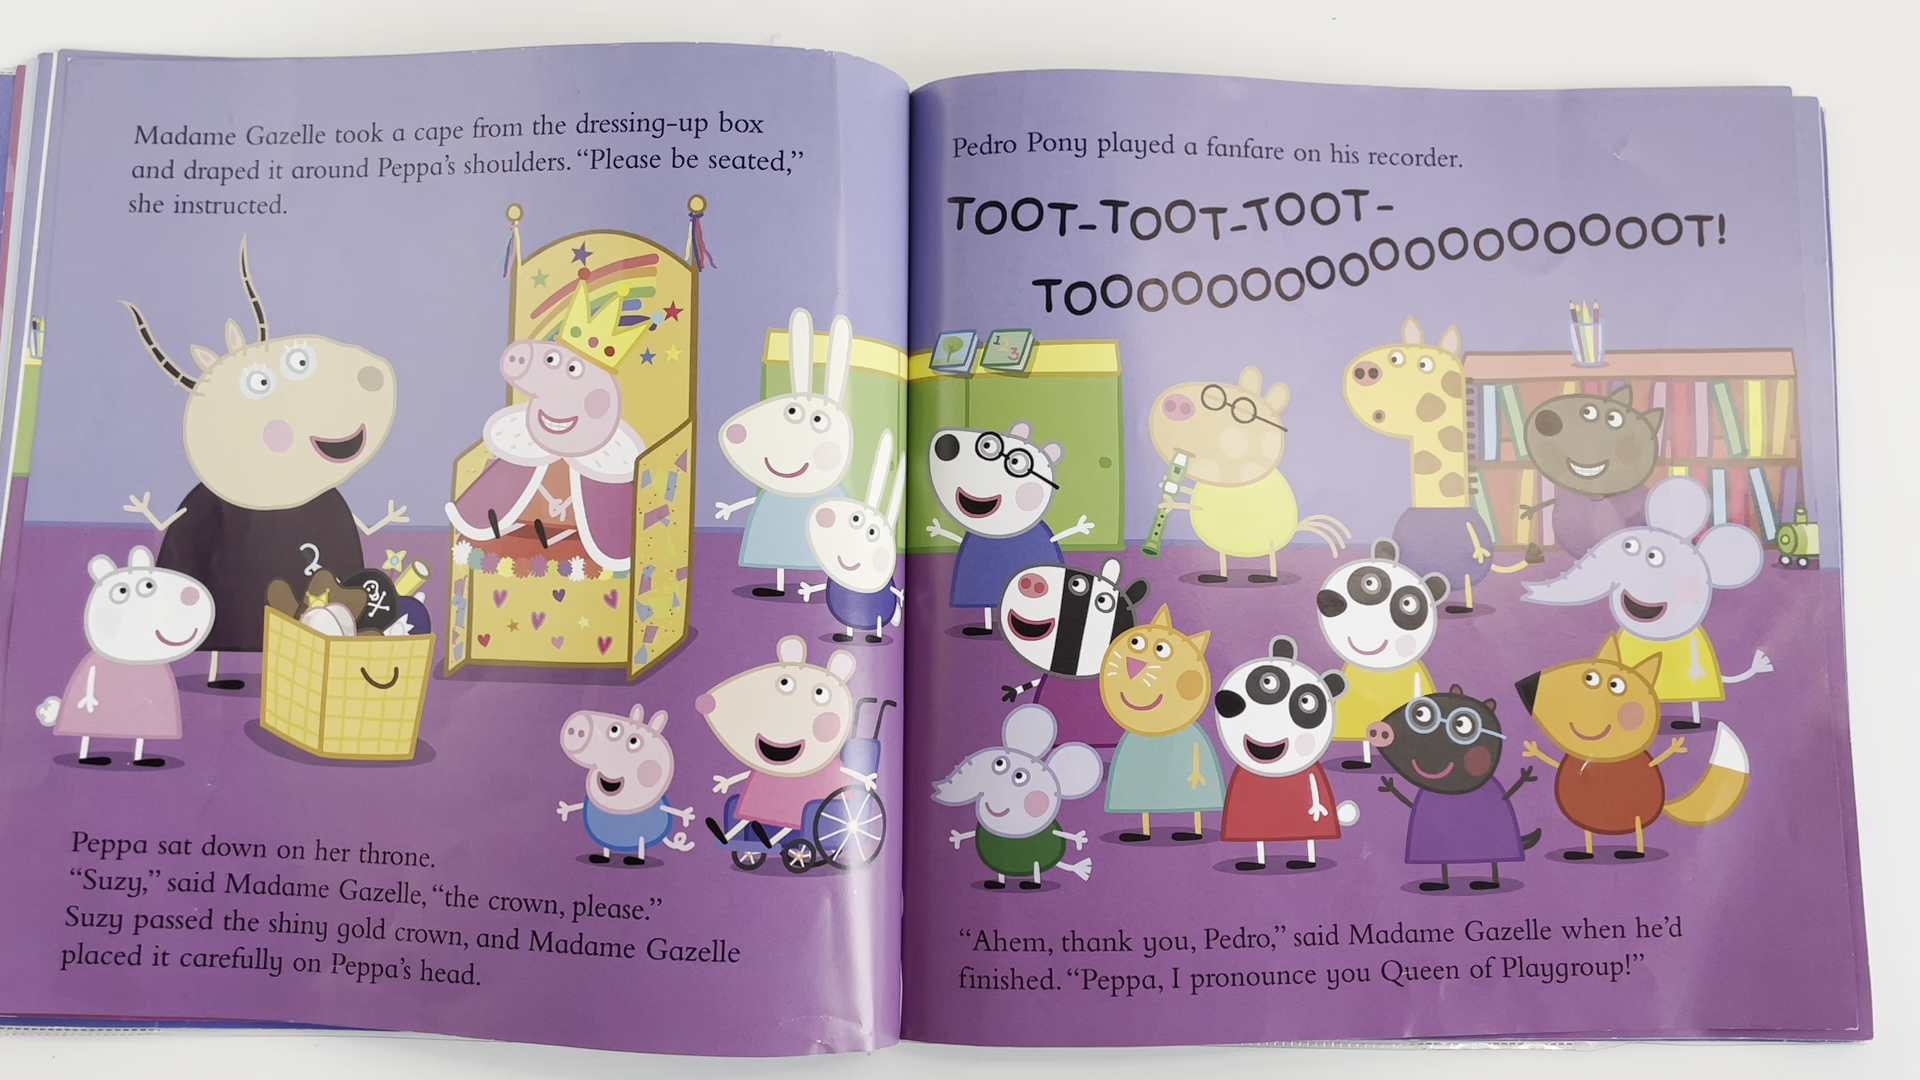 Madame Gazelle took a cape from the dressing-up box
and draped it around Peppa's shoulders. “Please be seated,”
she instructed.
Peppa sat down on her throne.
“Suzy,” said Madame Gazelle, “the crown, please.”
Suzy passed the shiny gold crown, and Madame Gazelle
placed it carefully on Peppa's head.
Pedro Pony played a fanfare on his recorder.
TOOT-TOOT-TOOT-
TOOOOOOOOOOOOOOOOOOT!
1 2 3
“Ahem, thank you, Pedro,” said Madame Gazelle when he'd
finished. “Peppa, I pronounce you Queen of Playgroup!”